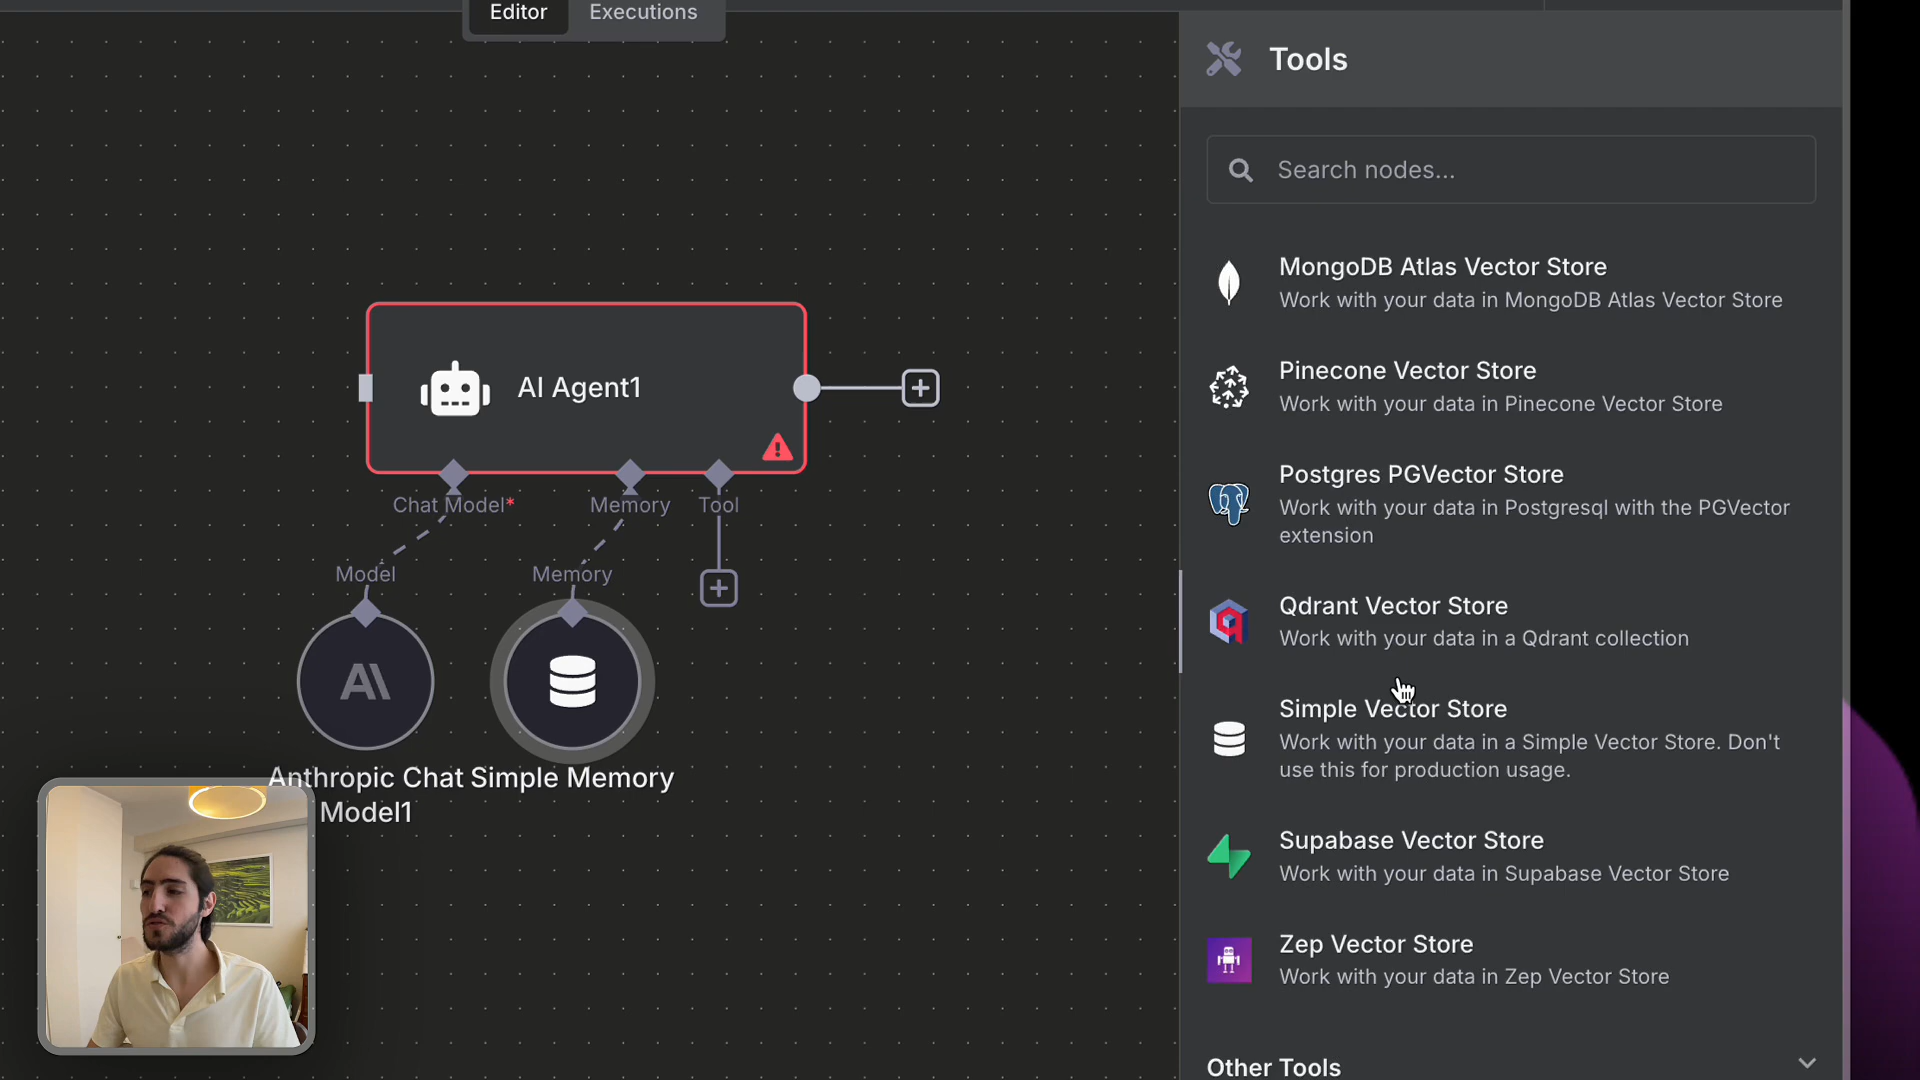 Editor
Executions
Tools
Search nodes...
MongoDB Atlas Vector Store
Work with your data in MongoDB Atlas Vector Store
Pinecone Vector Store
Work with your data in Pinecone Vector Store
Postgres PGVector Store
Work with your data in Postgresql with the PGVector
extension
Qdrant Vector Store
Work with your data in a Qdrant collection
Simple Vector Store
Work with your data in a Simple Vector Store. Don't
use this for production usage.
Supabase Vector Store
Work with your data in Supabase Vector Store
Zep Vector Store
Work with your data in Zep Vector Store
Other Tools
AI Agent1
Chat Model*
Memory
Tool
Model
Memory
Anthropic Chat
Model1
Simple Memory